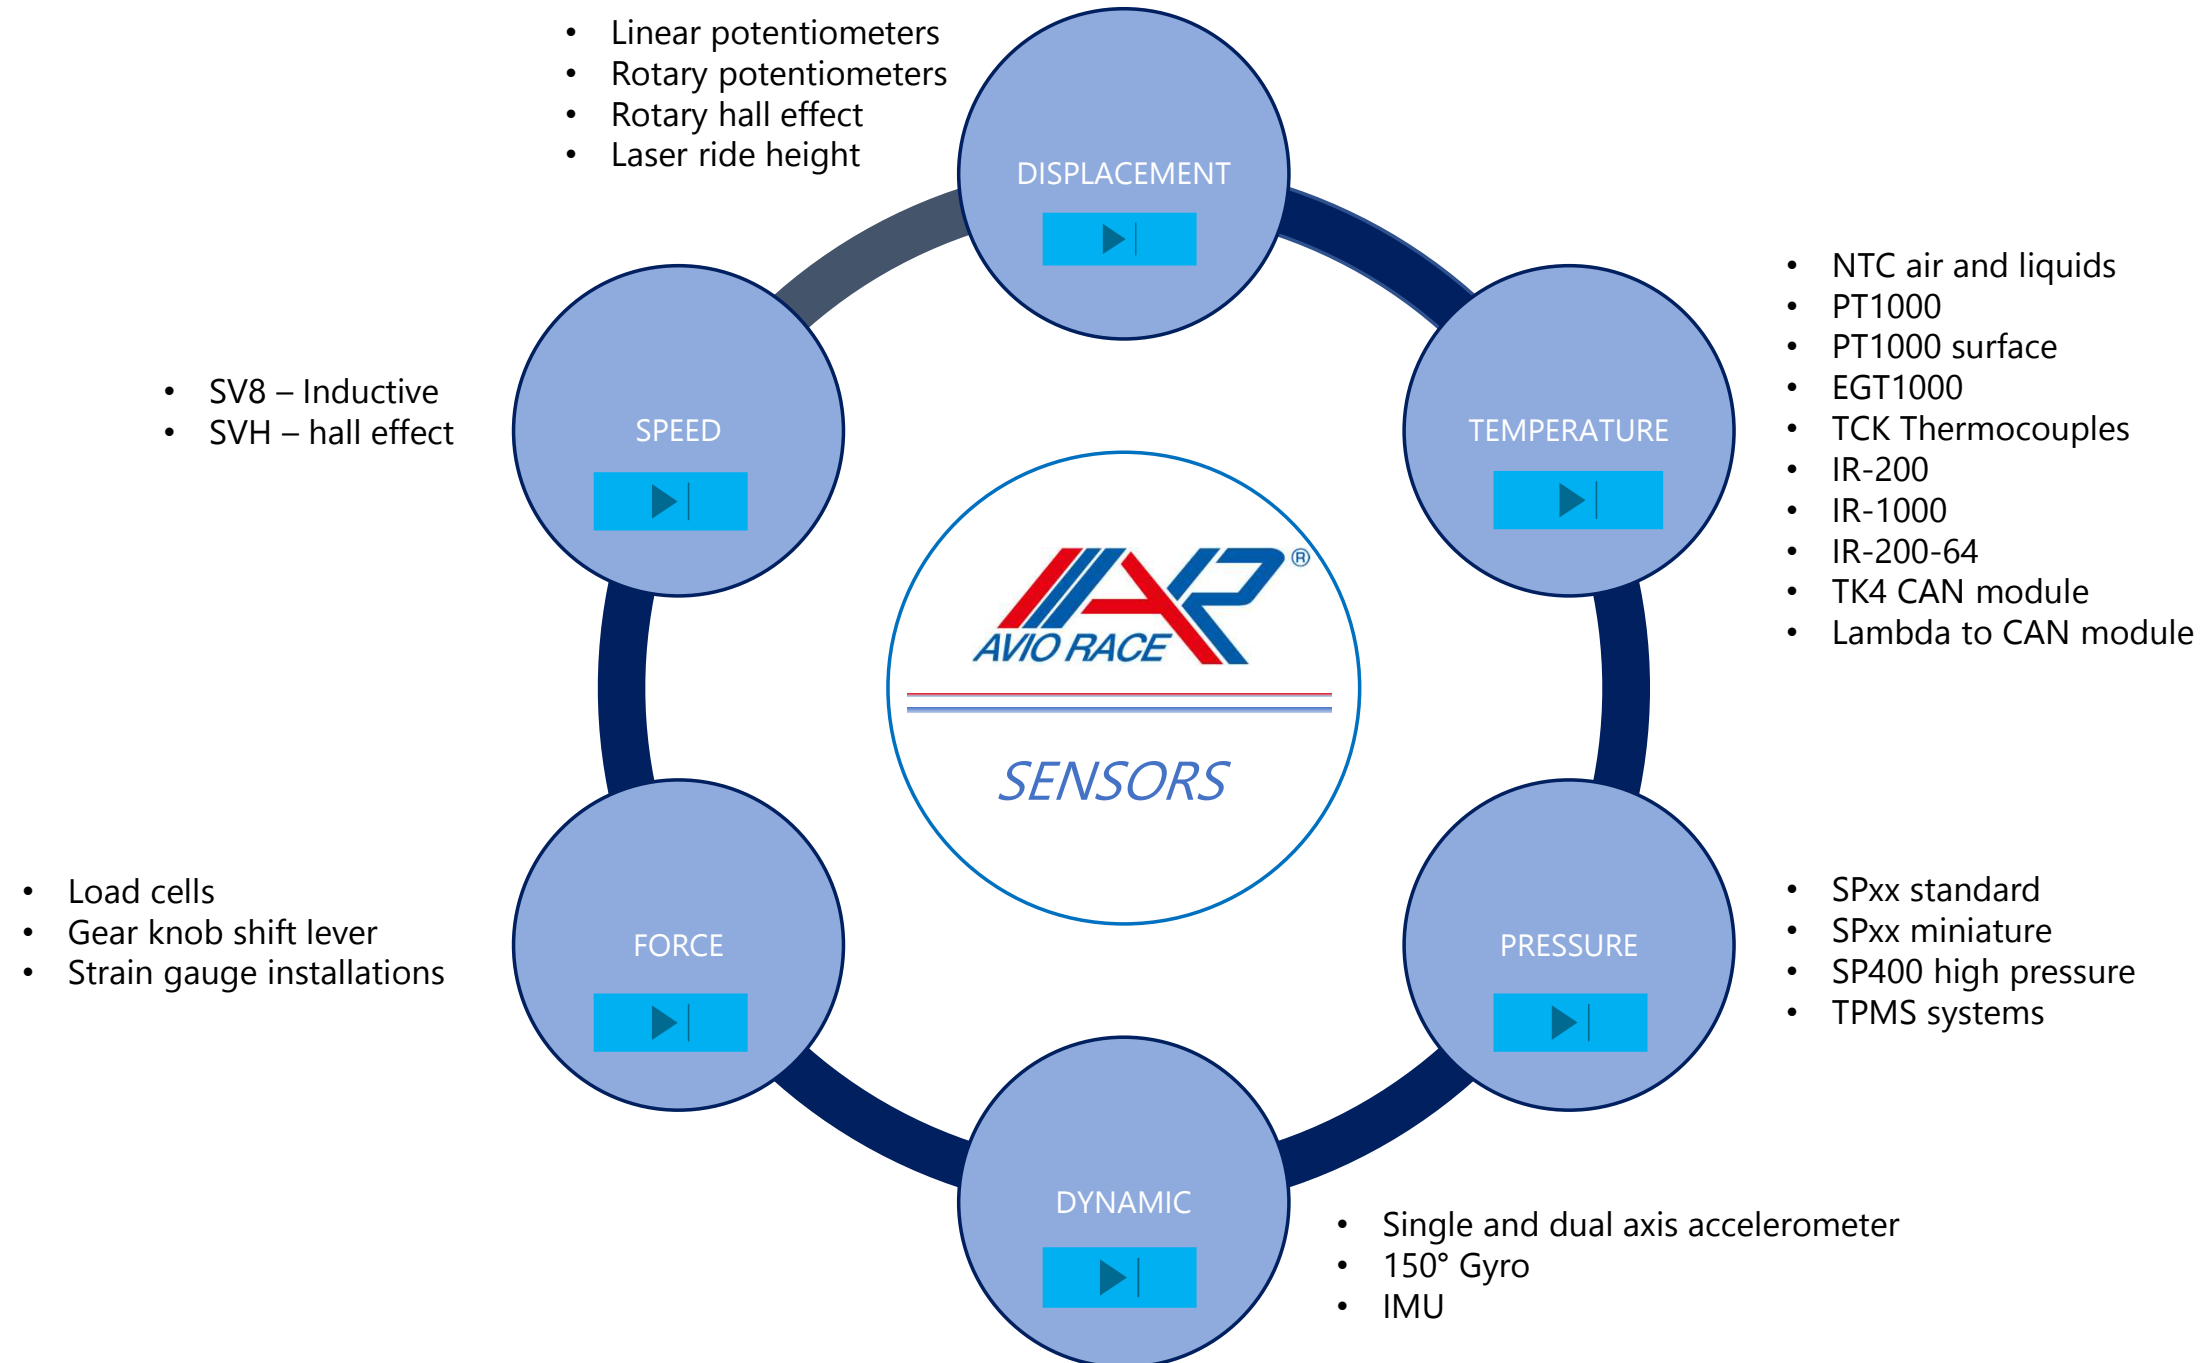 • Linear potentiometers
• Rotary potentiometers
• Rotary hall effect
• Laser ride height
DISPLACEMENT
• NTC air and liquids
• PT1000
• PT1000 surface
• EGT1000
• TCK Thermocouples
• IR-200
• IR-1000
• IR-200-64
• TK4 CAN module
• Lambda to CAN module
TEMPERATURE
• SV8 – Inductive
• SVH – hall effect
SPEED
AR®
AVIO RACE
SENSORS
• Load cells
• Gear knob shift lever
• Strain gauge installations
FORCE
PRESSURE
• SPxx standard
• SPxx miniature
• SP400 high pressure
• TPMS systems
DYNAMIC
• Single and dual axis accelerometer
• 150° Gyro
• IMU